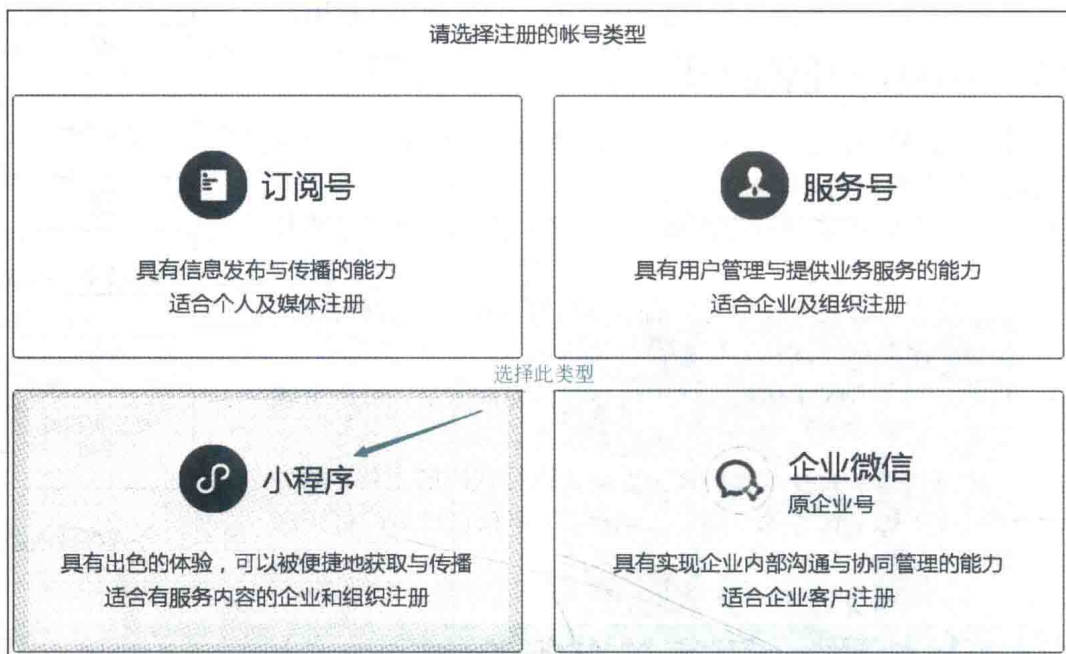 请选择注册的帐号类型
订阅号
具有信息发布与传播的能力
适合个人及媒体注册
服务号
具有用户管理与提供业务服务的能力
适合企业及组织注册
选择此类型
小程序
具有出色的体验，可以被便捷地获取与传播
适合有服务内容的企业和组织注册
企业微信
原企业号
具有实现企业内部沟通与协同管理的能力
适合企业客户注册